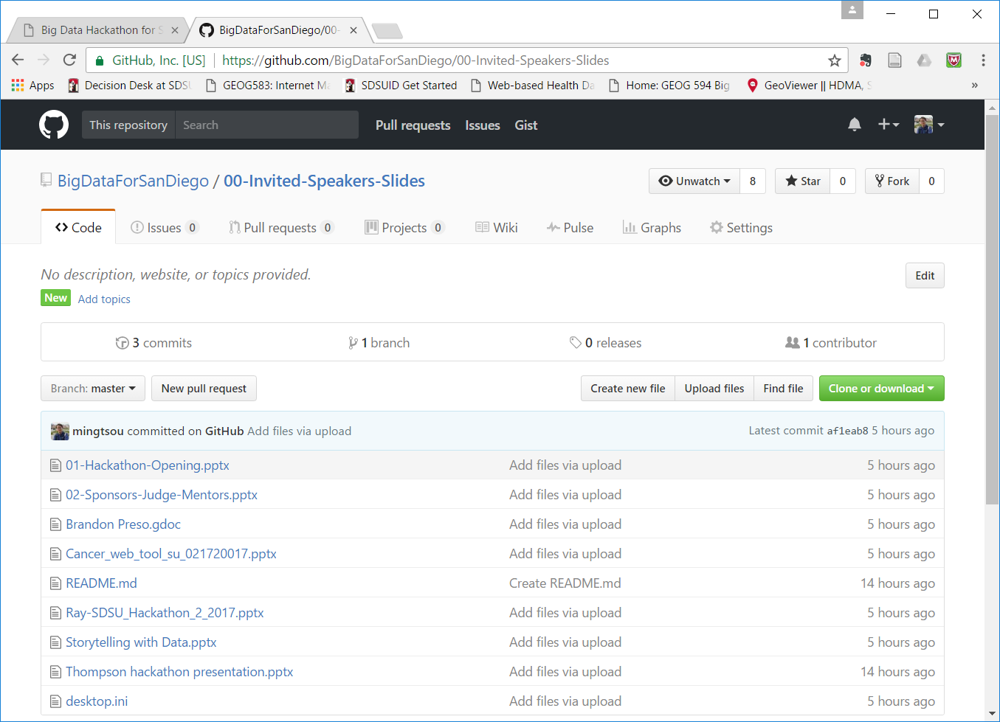 Big Data Hackathon for S
BigDataForSanDiego/00-
GitHub, Inc. [US] https://github.com/BigDataForSanDiego/00-Invited-Speakers-Slides
Apps Decision Desk at SDSU GEOG583: Internet Ma SDSUID Get Started Web-based Health Da Home: GEOG 594 Big GeoViewer || HDMA, S »
This repository Search Pull requests Issues Gist
BigDataForSanDiego / 00-Invited-Speakers-Slides Unwatch 8 Star 0 Fork 0
Code Issues 0 Pull requests 0 Projects 0 Wiki Pulse Graphs Settings
No description, website, or topics provided. Edit
New Add topics
3 commits 1 branch 0 releases 1 contributor
Branch: master New pull request Create new file Upload files Find file Clone or download
mingtsou committed on GitHub Add files via upload Latest commit af1eab8 5 hours ago
01-Hackathon-Opening.pptx Add files via upload 5 hours ago
02-Sponsors-Judge-Mentors.pptx Add files via upload 5 hours ago
Brandon Preso.gdoc Add files via upload 5 hours ago
Cancer_web_tool_su_021720017.pptx Add files via upload 5 hours ago
README.md Create README.md 14 hours ago
Ray-SDSU_Hackathon_2_2017.pptx Add files via upload 5 hours ago
Storytelling with Data.pptx Add files via upload 5 hours ago
Thompson hackathon presentation.pptx Add files via upload 14 hours ago
desktop.ini Add files via upload 5 hours ago